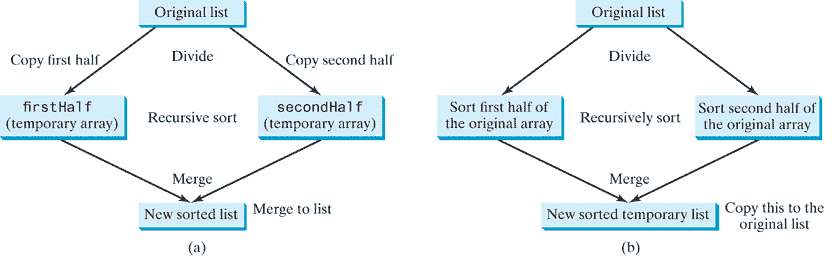 Original list
Copy first half
Divide
Copy second half
firstHalf
(temporary array)
Recursive sort
secondHalf
(temporary array)
Merge
New sorted list
Merge to list
(a)
Original list
Divide
Sort first half of
the original array
Recursively sort
Sort second half of
the original array
Merge
New sorted temporary list
Copy this to the
original list
(b)